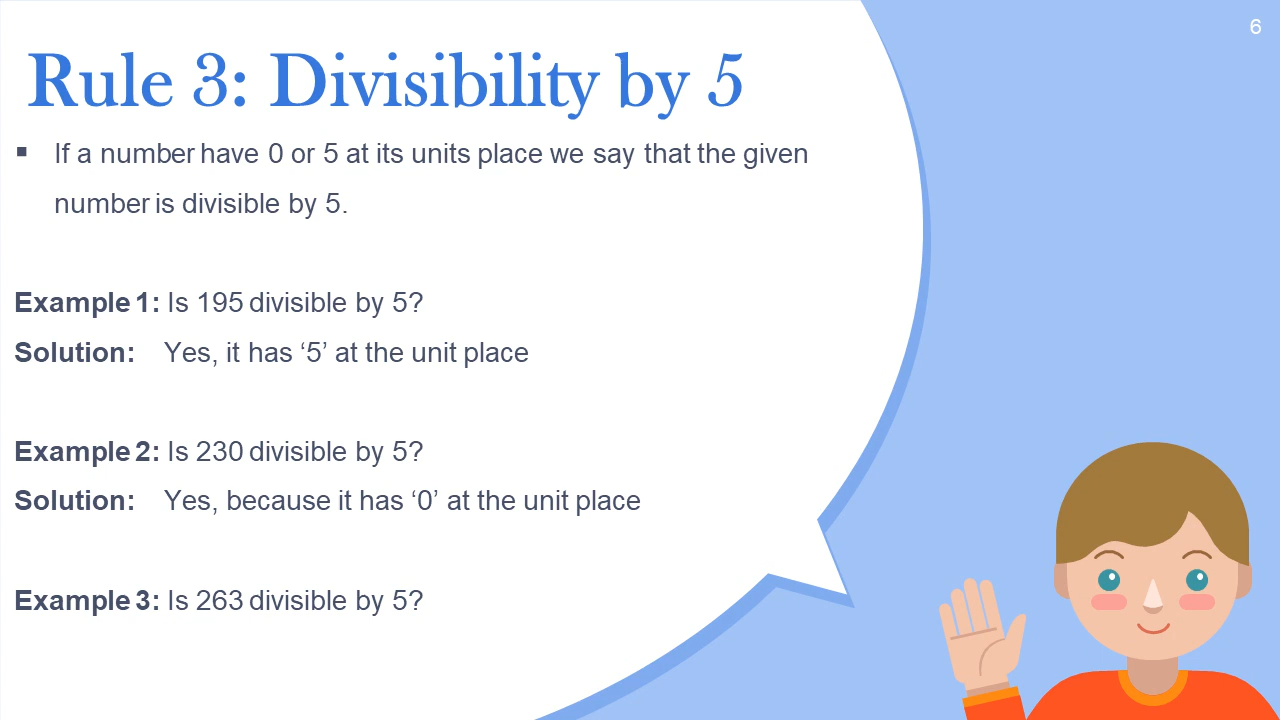 6
Rule 3: Divisibility by 5
▪ If a number have 0 or 5 at its units place we say that the given
number is divisible by 5.
Example 1: Is 195 divisible by 5?
Solution: Yes, it has ‘5’ at the unit place
Example 2: Is 230 divisible by 5?
Solution: Yes, because it has ‘0’ at the unit place
Example 3: Is 263 divisible by 5?